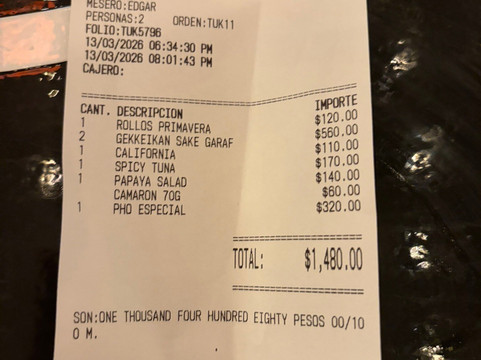 MESERO:EDGAR
PERSONAS:2 ORDEN:TUK11
FOLIO:TUK5796
13/03/2026 06:34:30 PM
13/03/2026 08:01:43 PM
CAJERO:
CANT. DESCRIPCION IMPORTE
1 ROLLOS PRIMAVERA $120.00
2 GEKKEIKAN SAKE GARAF $560.00
1 CALIFORNIA $110.00
1 SPICY TUNA $170.00
1 PAPAYA SALAD $140.00
CAMARON 70G $60.00
1 PHO ESPECIAL $320.00
TOTAL: $1,480.00
SON:ONE THOUSAND FOUR HUNDRED EIGHTY PESOS 00/10
0 M.